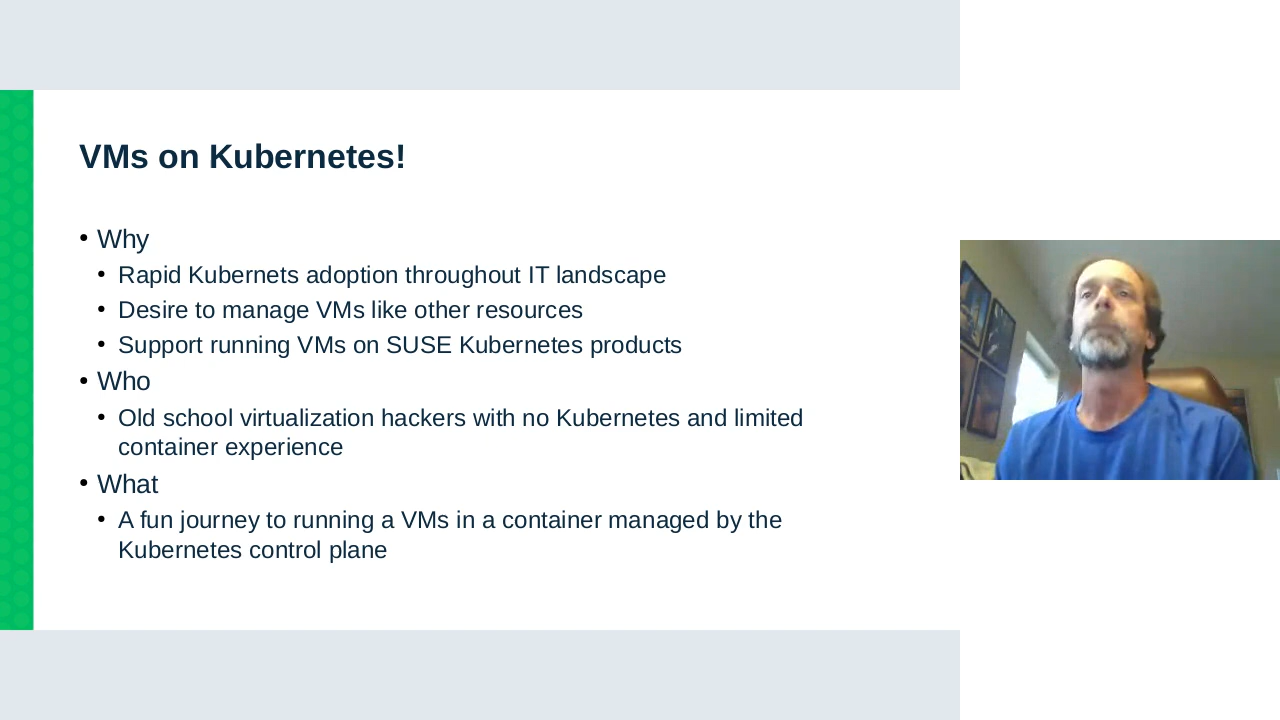 VMs on Kubernetes!
• Why
• Rapid Kubernets adoption throughout IT landscape
• Desire to manage VMs like other resources
• Support running VMs on SUSE Kubernetes products
• Who
• Old school virtualization hackers with no Kubernetes and limited
container experience
• What
• A fun journey to running a VMs in a container managed by the
Kubernetes control plane